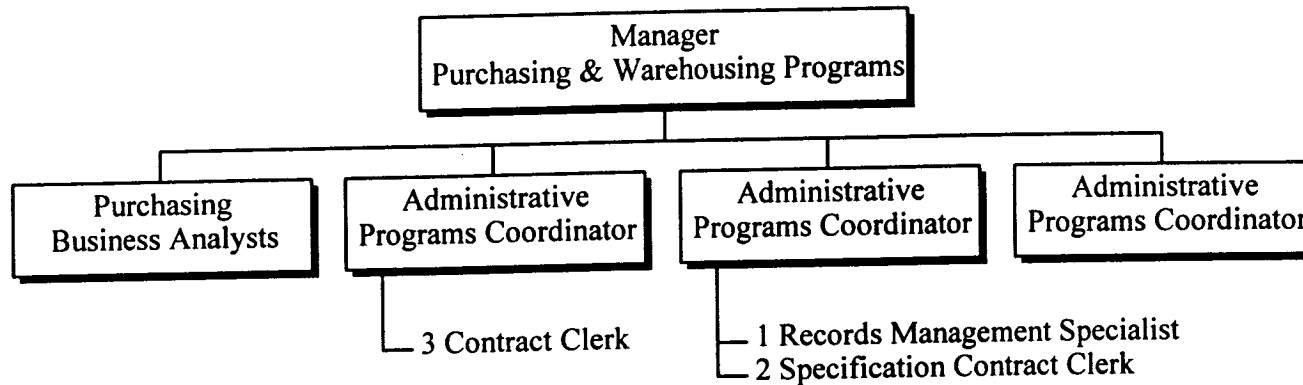 Manager
Purchasing & Warehousing Programs
Purchasing
Business Analysts
Administrative
Programs Coordinator
Administrative
Programs Coordinator
Administrative
Programs Coordinator
3 Contract Clerk
1 Records Management Specialist
2 Specification Contract Clerk